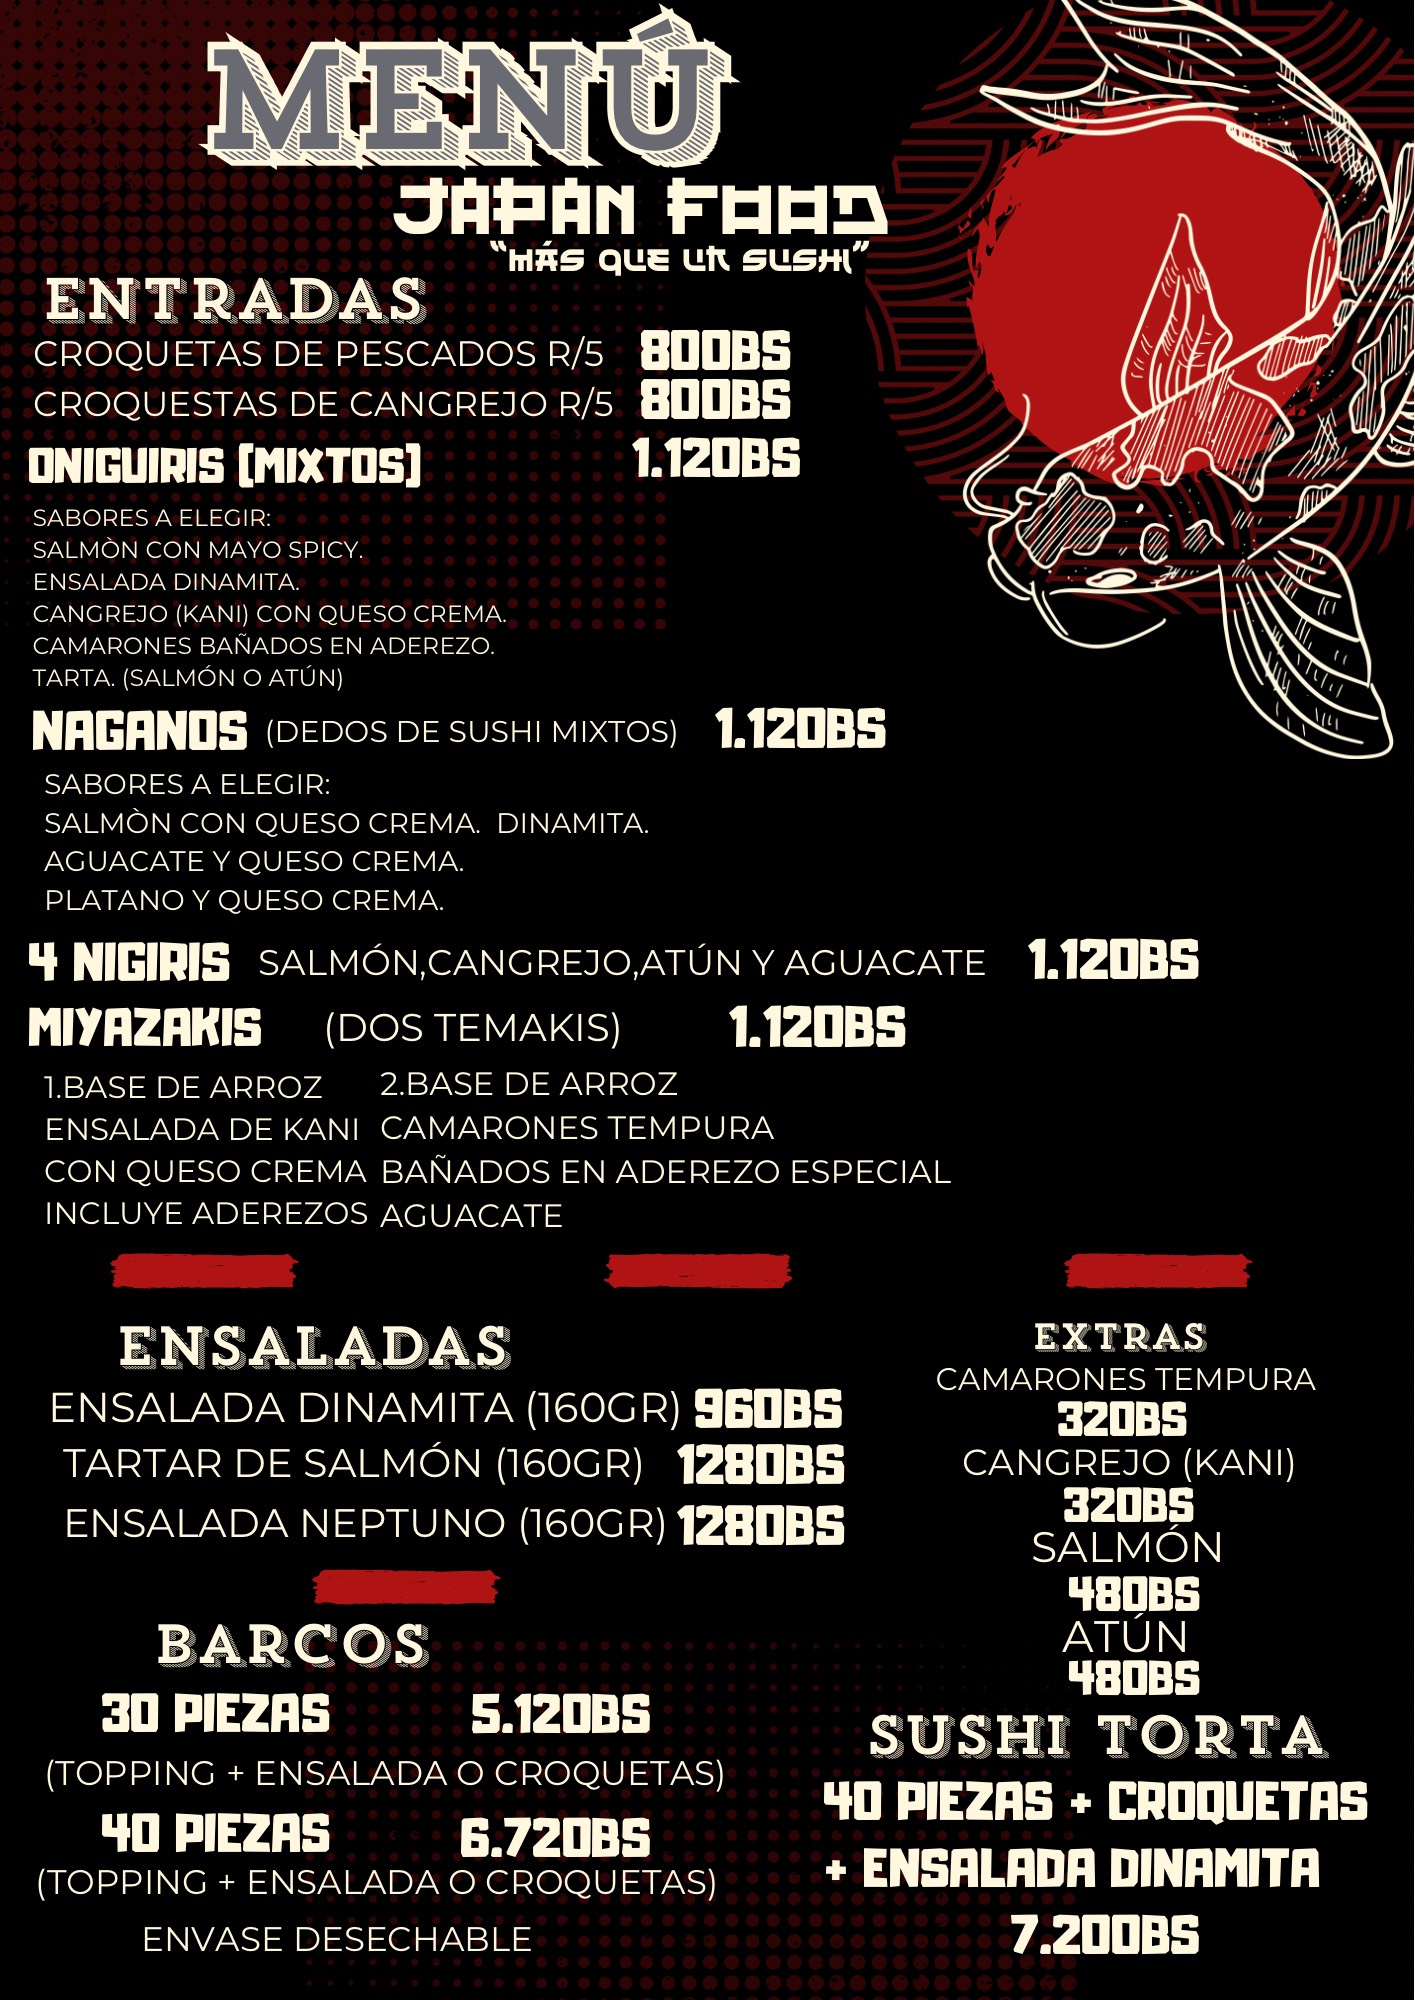 MENÚ
JAPAN FOOD
"MÁS QUE UN SUSHI"
ENTRADAS
CROQUETAS DE PESCADOS R/5 800BS
CROQUESTAS DE CANGREJO R/5 800BS
ONIGUIRIS (MIXTOS) 1.120BS
SABORES A ELEGIR:
SALMÒN CON MAYO SPICY.
ENSALADA DINAMITA.
CANGREJO (KANI) CON QUESO CREMA.
CAMARONES BAÑADOS EN ADEREZO.
TARTA. (SALMÓN O ATÚN)
NAGANOS (DEDOS DE SUSHI MIXTOS) 1.120BS
SABORES A ELEGIR:
SALMÒN CON QUESO CREMA. DINAMITA.
AGUACATE Y QUESO CREMA.
PLATANO Y QUESO CREMA.
4 NIGIRIS SALMÓN,CANGREJO,ATÚN Y AGUACATE 1.120BS
MIYAZAKIS (DOS TEMAKIS) 1.120BS
1.BASE DE ARROZ
ENSALADA DE KANI
CON QUESO CREMA
INCLUYE ADEREZOS
2.BASE DE ARROZ
CAMARONES TEMPURA
BAÑADOS EN ADEREZO ESPECIAL
AGUACATE
ENSALADAS
ENSALADA DINAMITA (160GR) 960BS
TARTAR DE SALMÓN (160GR) 1280BS
ENSALADA NEPTUNO (160GR) 1280BS
EXTRAS
CAMARONES TEMPURA
320BS
CANGREJO (KANI)
320BS
SALMÓN
480BS
ATÚN
480BS
BARCOS
30 PIEZAS 5.120BS
(TOPPING + ENSALADA O CROQUETAS)
40 PIEZAS 6.720BS
(TOPPING + ENSALADA O CROQUETAS)
ENVASE DESECHABLE
SUSHI TORTA
40 PIEZAS + CROQUETAS
+ ENSALADA DINAMITA
7.200BS